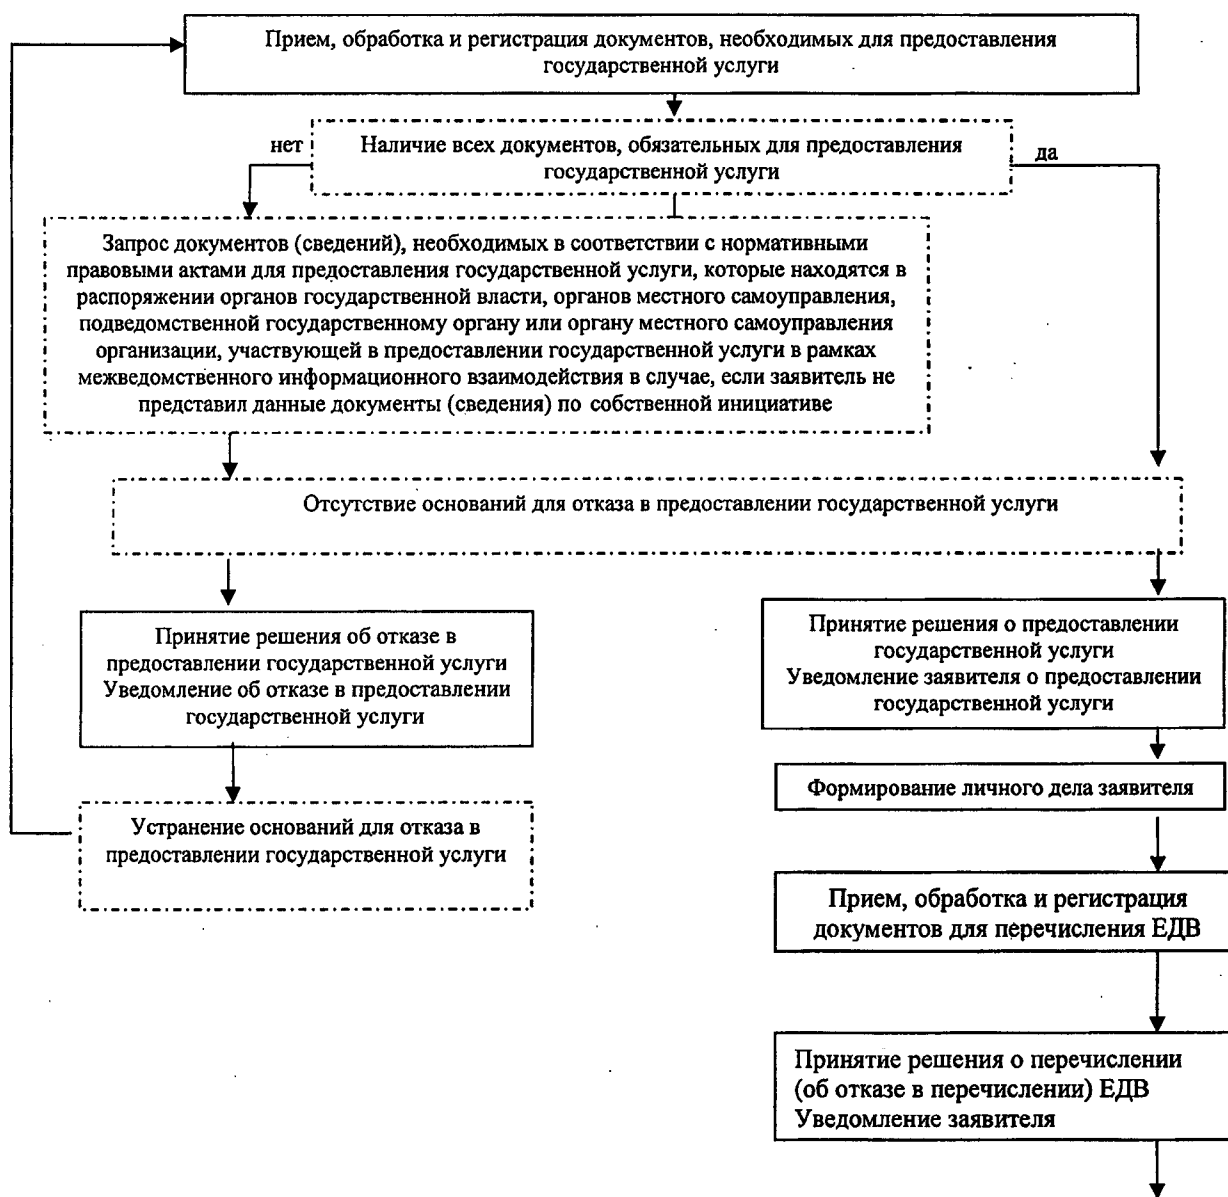 Прием, обработка и регистрация документов, необходимых для предоставления
государственной услуги
нет
Наличие всех документов, обязательных для предоставления
государственной услуги
да
Запрос документов (сведений), необходимых в соответствии с нормативными
правовыми актами для предоставления государственной услуги, которые находятся в
распоряжении органов государственной власти, органов местного самоуправления,
подведомственной государственному органу или органу местного самоуправления
организации, участвующей в предоставлении государственной услуги в рамках
межведомственного информационного взаимодействия в случае, если заявитель не
представил данные документы (сведения) по собственной инициативе
Отсутствие оснований для отказа в предоставлении государственной услуги
Принятие решения об отказе в
предоставлении государственной услуги
Уведомление об отказе в предоставлении
государственной услуги
Принятие решения о предоставлении
государственной услуги
Уведомление заявителя о предоставлении
государственной услуги
Формирование личного дела заявителя
Устранение оснований для отказа в
предоставлении государственной услуги
Прием, обработка и регистрация
документов для перечисления ЕДВ
Принятие решения о перечислении
(об отказе в перечислении) ЕДВ
Уведомление заявителя